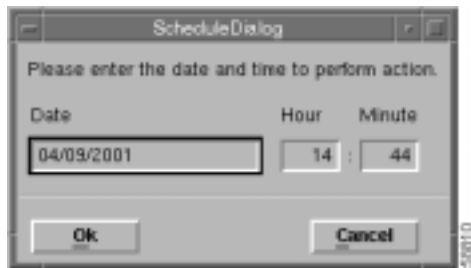 ScheduleDialog
Please enter the date and time to perform action.
Date Hour Minute
04/09/2001 14 : 44
Ok Cancel